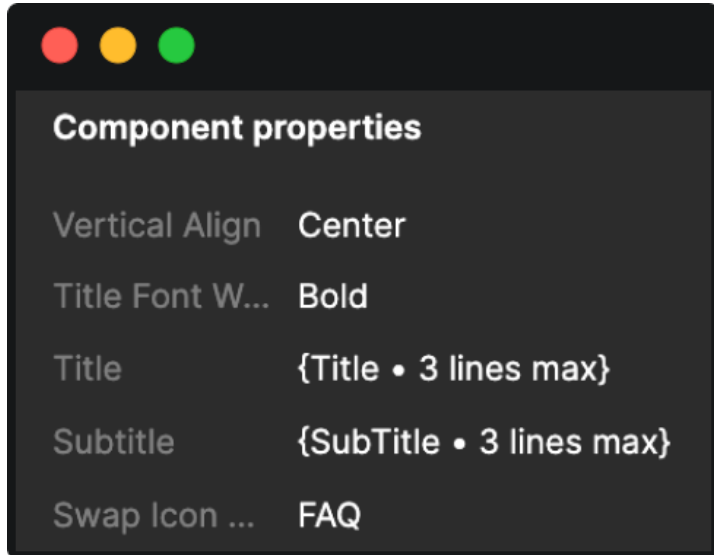 Component properties
Vertical Align Center
Title Font W... Bold
Title {Title • 3 lines max}
Subtitle {SubTitle • 3 lines max}
Swap Icon ... FAQ